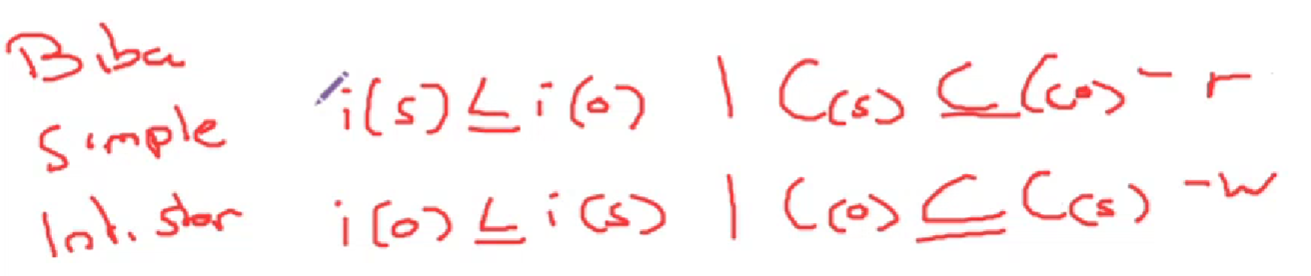 Biba
Simple i(s) ≤ i(o) | C(s) ⊆ C(o) - r
Int. star i(o) ≤ i(s) | C(o) ⊆ C(s) - w